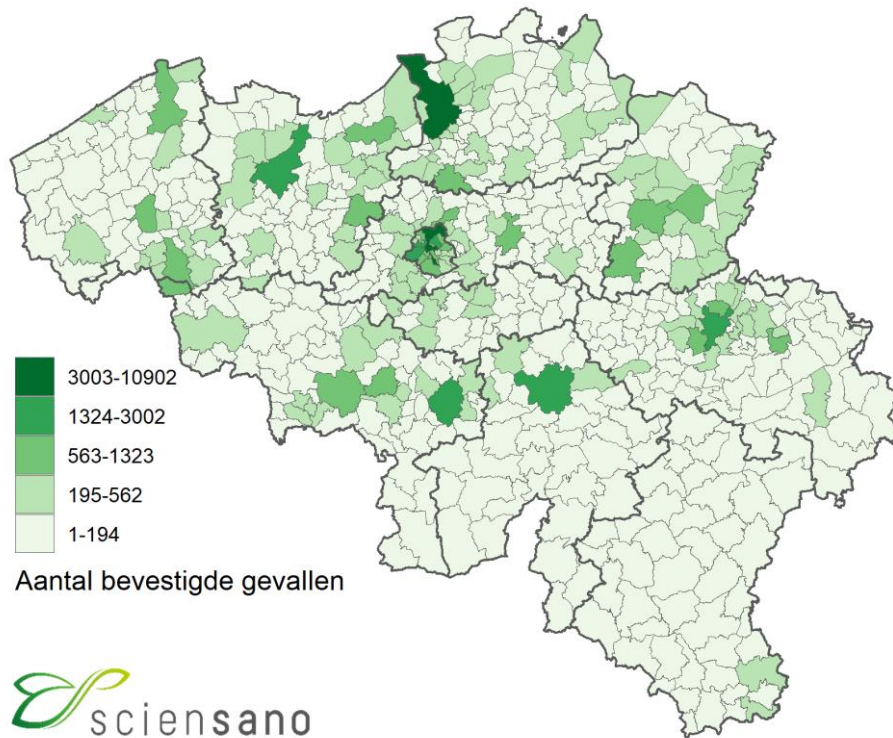 3003-10902
1324-3002
563-1323
195-562
1-194
Aantal bevestigde gevallen
sciensano